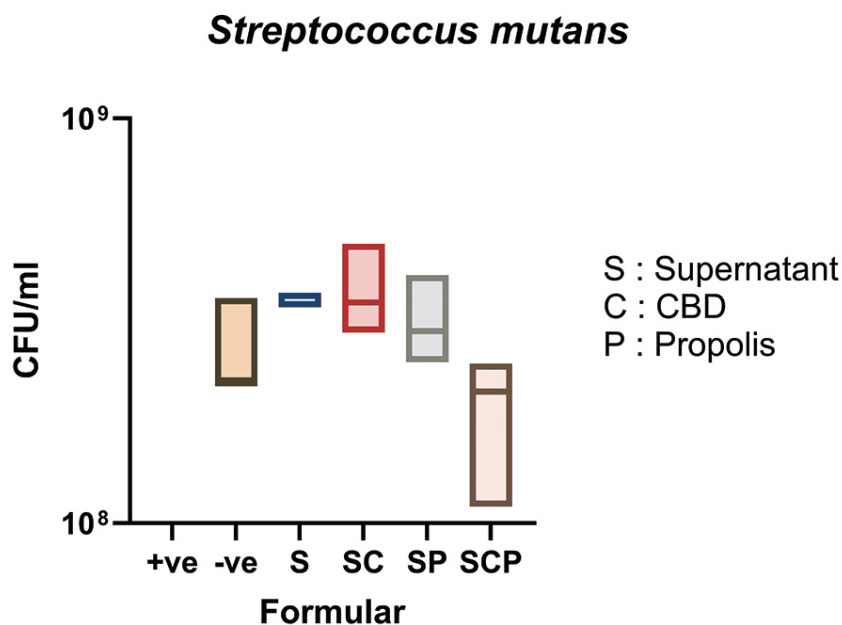 Streptococcus mutans
10⁹
CFU/ml
10⁸
+ve -ve S SC SP SCP
Formular
S : Supernatant
C : CBD
P : Propolis